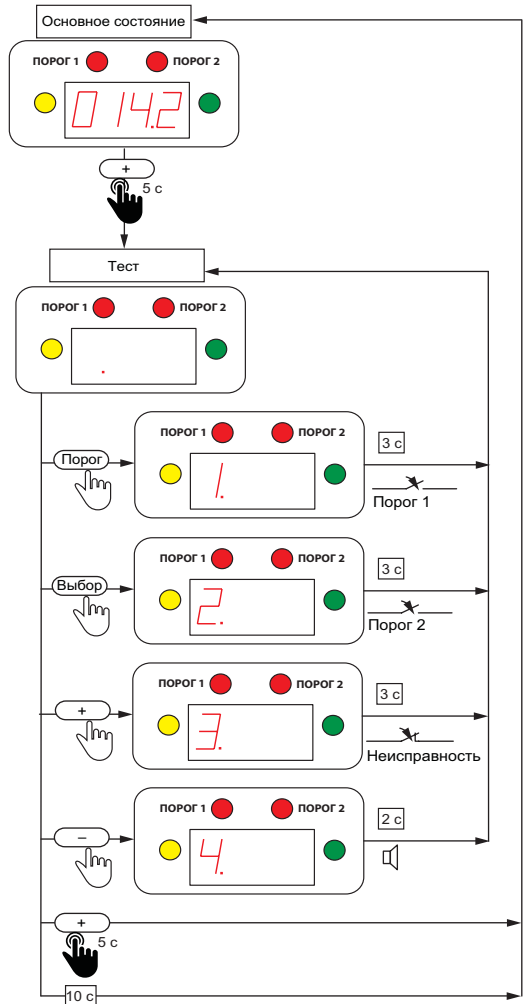 Основное состояние
ПОРОГ 1 ПОРОГ 2
014.2
+
5 с
Тест
ПОРОГ 1 ПОРОГ 2
.
Порог
ПОРОГ 1 ПОРОГ 2
1.
3 с
Порог 1
Выбор
ПОРОГ 1 ПОРОГ 2
2.
3 с
Порог 2
+
ПОРОГ 1 ПОРОГ 2
3.
3 с
Неисправность
–
ПОРОГ 1 ПОРОГ 2
4.
2 с
+
5 с
10 с